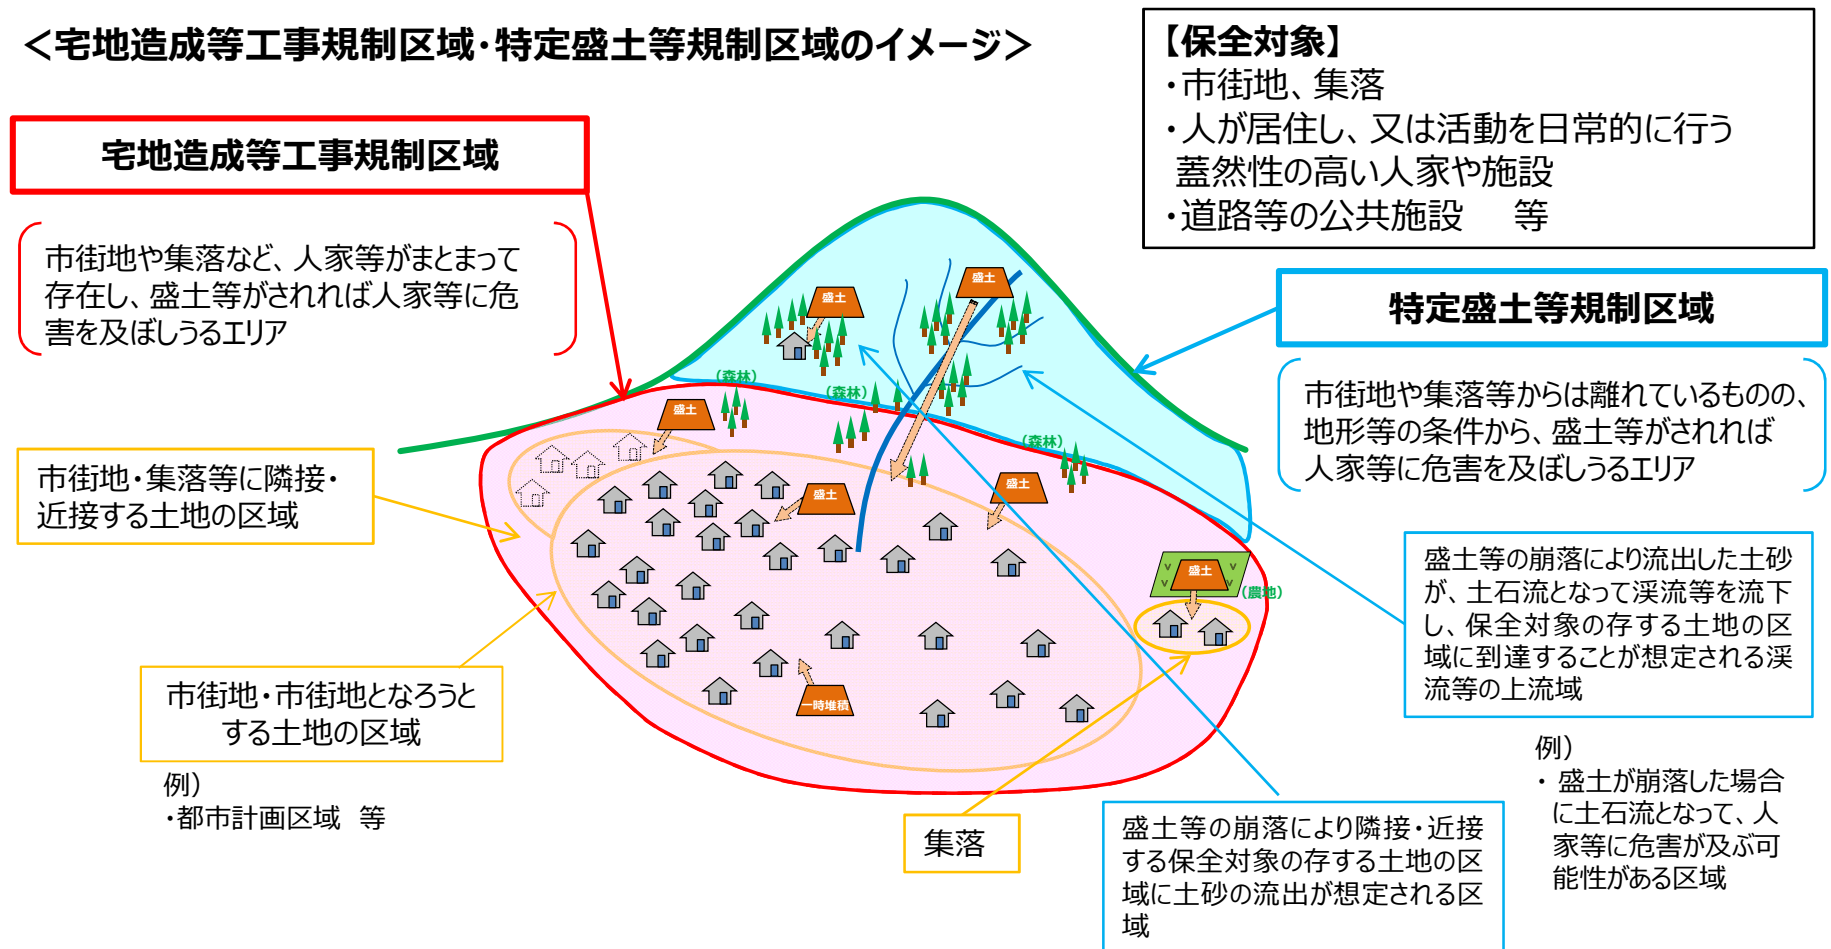 ＜宅地造成等工事規制区域・特定盛土等規制区域のイメージ＞
【保全対象】
・市街地、集落
・人が居住し、又は活動を日常的に行う
蓋然性の高い人家や施設
・道路等の公共施設　等
宅地造成等工事規制区域
市街地や集落など、人家等がまとまって
存在し、盛土等がされれば人家等に危
害を及ぼしうるエリア
特定盛土等規制区域
市街地や集落等からは離れているものの、
地形等の条件から、盛土等がされれば
人家等に危害を及ぼしうるエリア
盛土
盛土
（森林）
（森林）
盛土
（森林）
盛土
盛土
盛土
（農地）
一時堆積
市街地・集落等に隣接・
近接する土地の区域
市街地・市街地となろうと
する土地の区域
例）
・都市計画区域　等
集落
盛土等の崩落により隣接・近接
する保全対象の存する土地の区
域に土砂の流出が想定される区
域
盛土等の崩落により流出した土砂
が、土石流となって渓流等を流下
し、保全対象の存する土地の区
域に到達することが想定される渓
流等の上流域
例）
・ 盛土が崩落した場合
に土石流となって、人
家等に危害が及ぶ可
能性がある区域